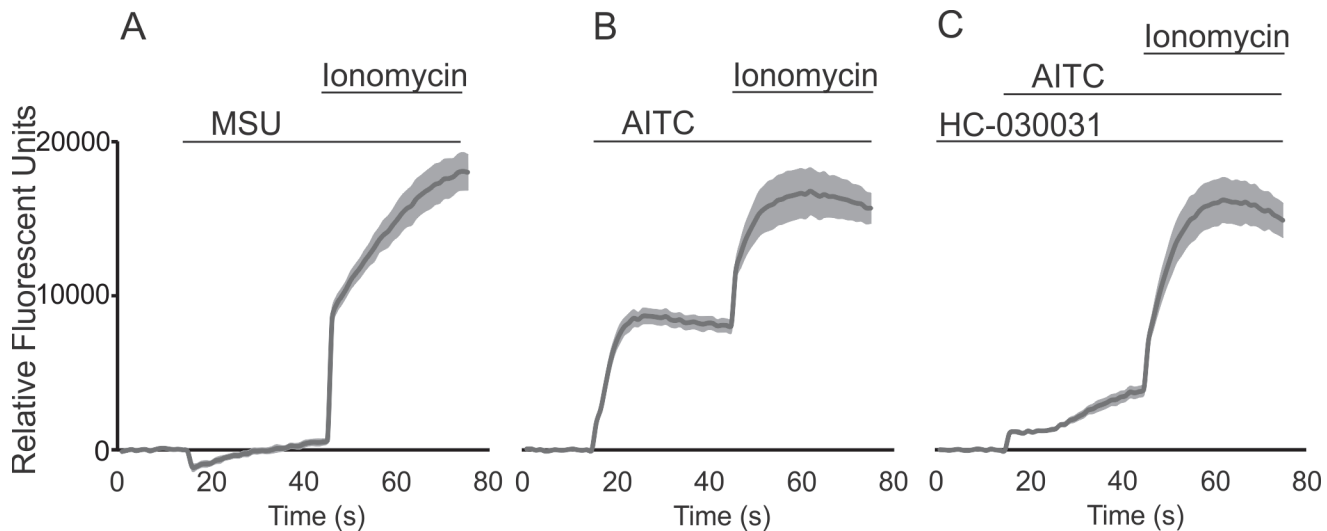 A
B
C
Ionomycin
MSU
Ionomycin
AITC
Ionomycin
AITC
HC-030031
Relative Fluorescent Units
20000
10000
0
0 20 40 60 80
0 20 40 60 80
0 20 40 60 80
Time (s)
Time (s)
Time (s)